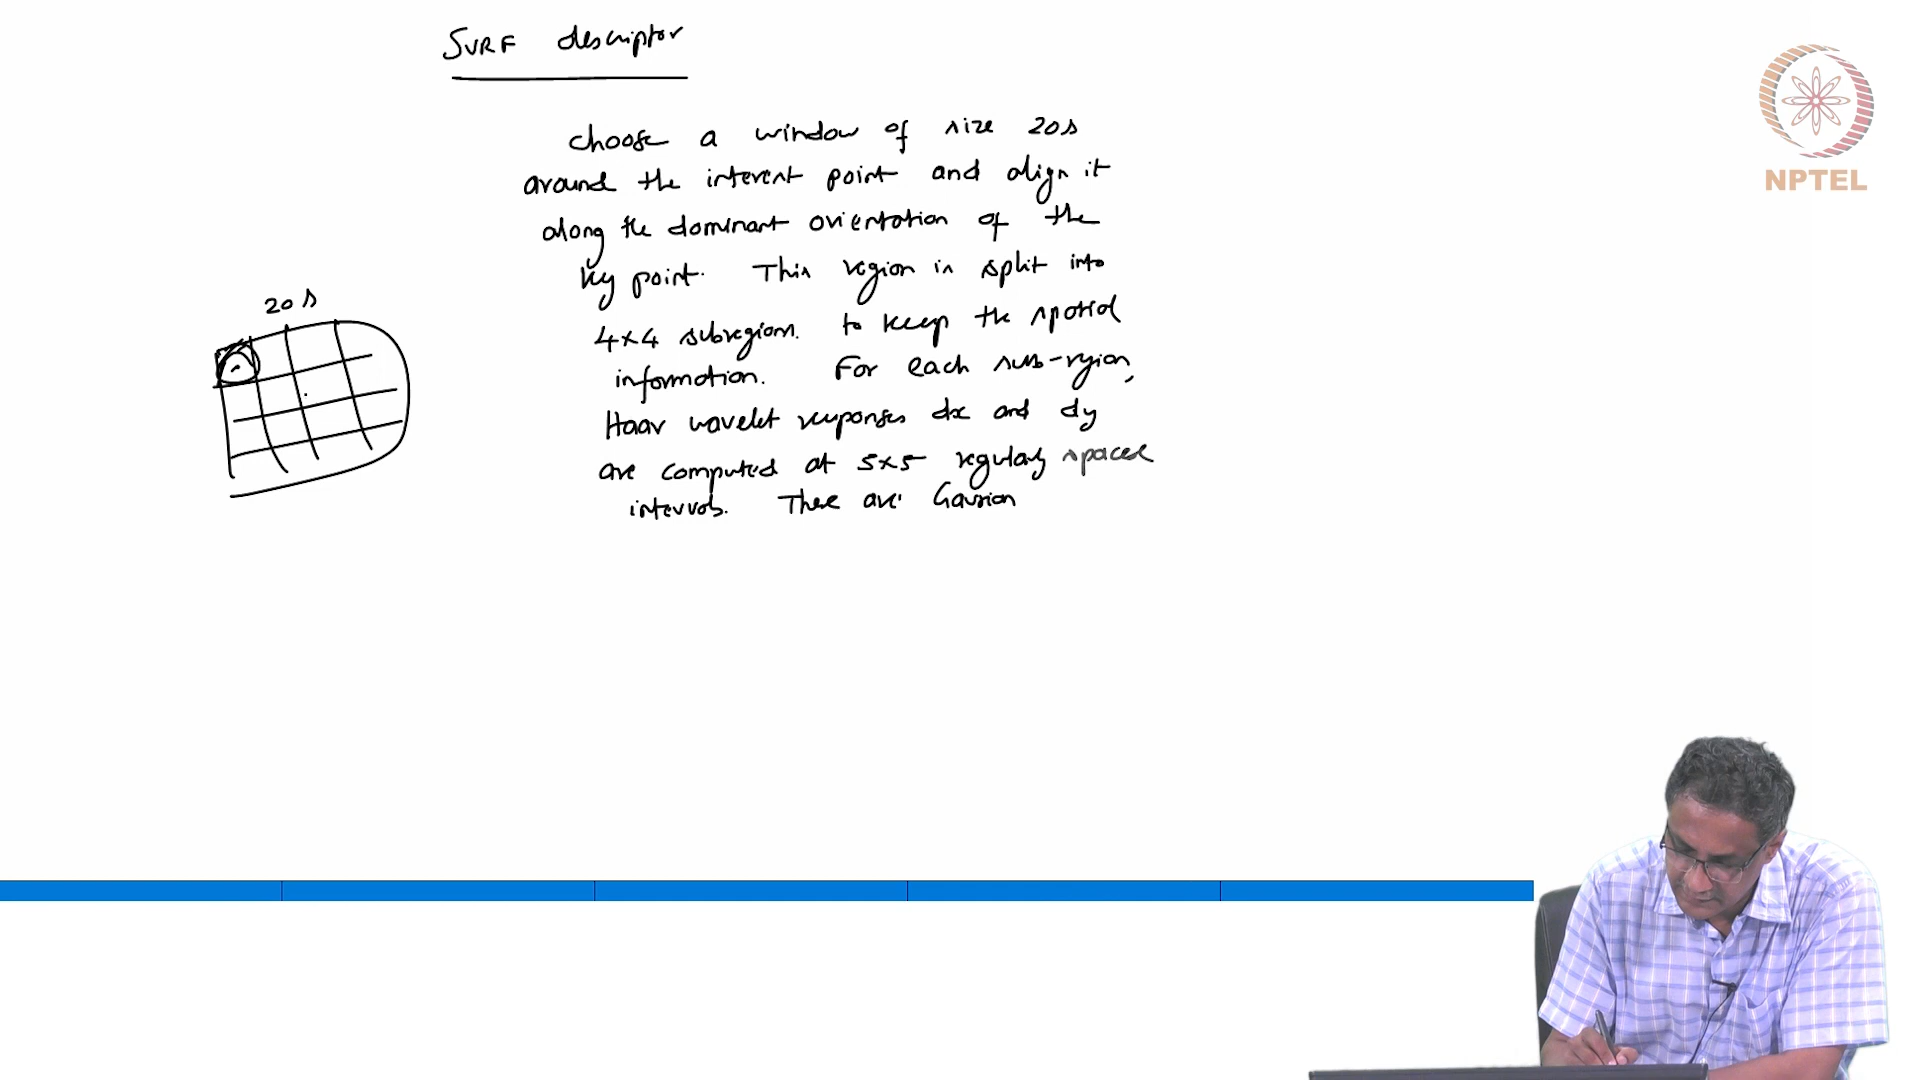 SURF descriptor
choose a window of size 20s
around the interest point and align it
along the dominant orientation of the
key point. This region is split into
4x4 subregions. to keep the spatial
information. For each sub-region,
Haar wavelet responses dx and dy
are computed at 5x5 regularly spaced
intervals. These are Gaussian
20 s
NPTEL